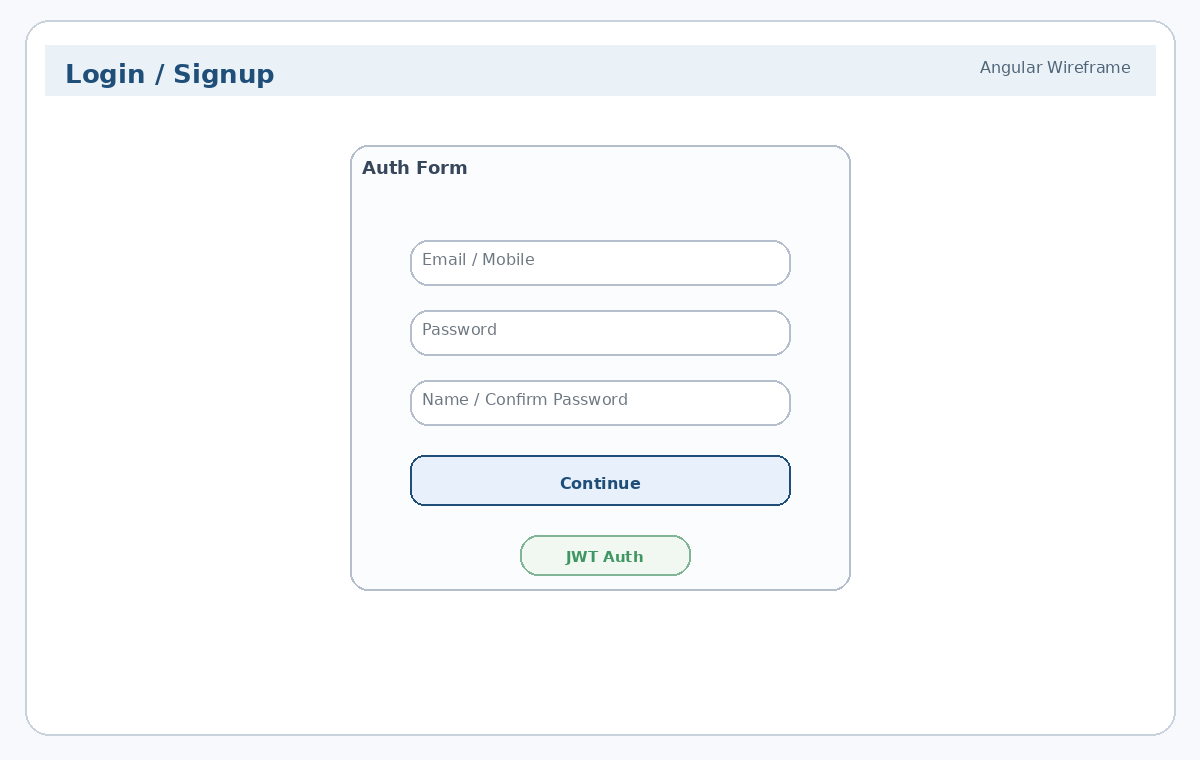 Login / Signup
Angular Wireframe
Auth Form
Email / Mobile
Password
Name / Confirm Password
Continue
JWT Auth